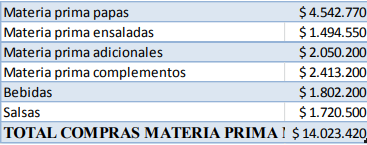 Materia prima papas $ 4.542.770
Materia prima ensaladas $ 1.494.550
Materia prima adicionales $ 2.050.200
Materia prima complementos $ 2.413.200
Bebidas $ 1.802.200
Salsas $ 1.720.500
TOTAL COMPRAS MATERIA PRIMA $ 14.023.420